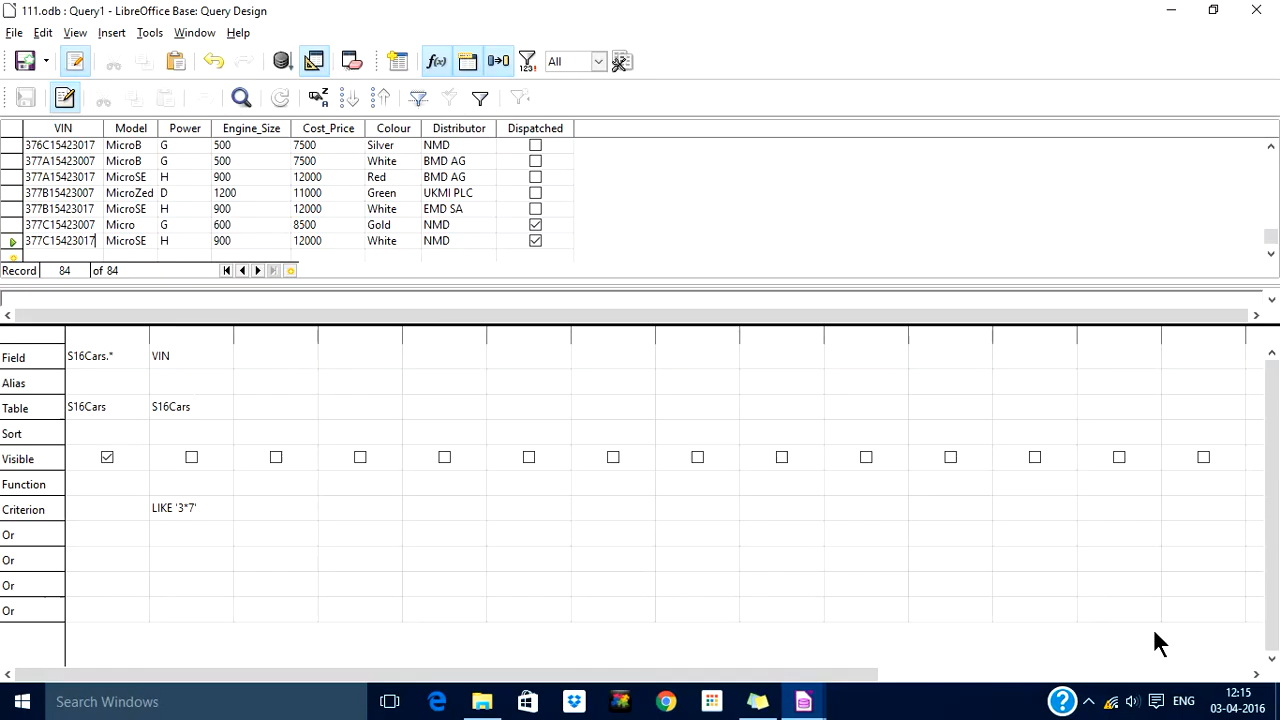 111.odb : Query1 - LibreOffice Base: Query Design
File Edit View Insert Tools Window Help
f(x) 123! All
VIN Model Power Engine_Size Cost_Price Colour Distributor Dispatched
376C15423017 MicroB G 500 7500 Silver NMD
377A15423007 MicroB G 500 7500 White BMD AG
377A15423017 MicroSE H 900 12000 Red BMD AG
377B15423007 MicroZed D 1200 11000 Green UKMI PLC
377B15423017 MicroSE H 900 12000 White EMD SA
377C15423007 Micro G 600 8500 Gold NMD
377C15423017 MicroSE H 900 12000 White NMD
Record 84 of 84
Field S16Cars.* VIN
Alias
Table S16Cars S16Cars
Sort
Visible
Function
Criterion LIKE '3*7'
Or
Or
Or
Or
Search Windows ENG 12:15
03-04-2016